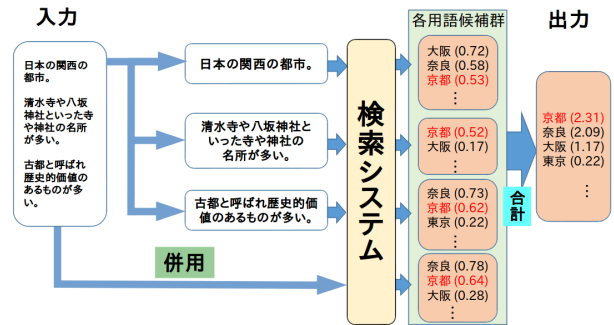 入力
各用語候補群
出力
日本の関西の
都市。
清水寺や八坂
神社といった寺
や神社の名所
が多い。
古都と呼ばれ
歴史的価値の
あるものが多
い。
日本の関西の都市。
清水寺や八坂神社と
いった寺や神社の
名所が多い。
古都と呼ばれ歴史的価
値のあるものが多い。
併用
検索システム
大阪 (0.72)
奈良 (0.58)
京都 (0.53)
⋮
京都 (0.52)
大阪 (0.17)
⋮
奈良 (0.73)
京都 (0.62)
東京 (0.22)
⋮
奈良 (0.78)
京都 (0.64)
大阪 (0.28)
⋮
合計
京都 (2.31)
奈良 (2.09)
大阪 (1.17)
東京 (0.22)
⋮